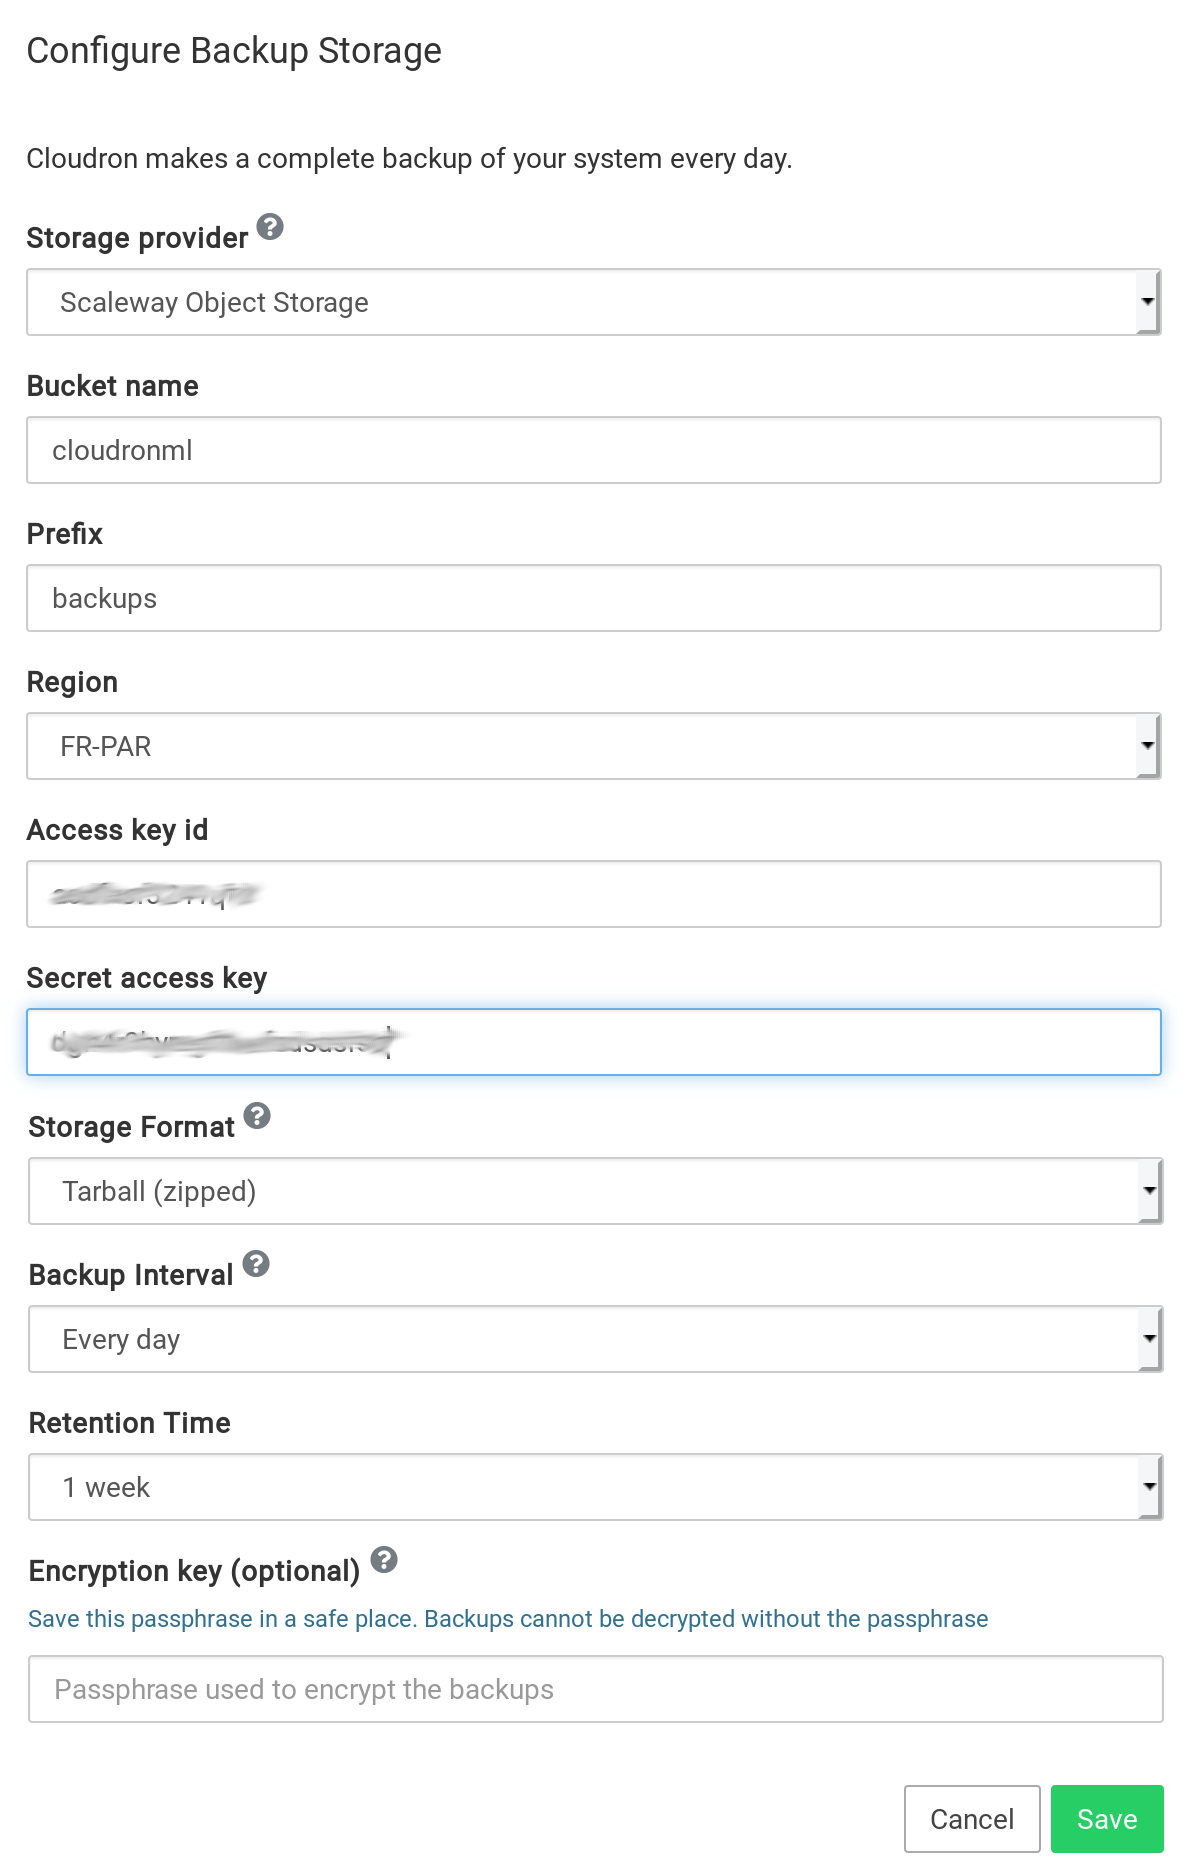 Configure Backup Storage
Cloudron makes a complete backup of your system every day.
Storage provider ?
Scaleway Object Storage
Bucket name
cloudronml
Prefix
backups
Region
FR-PAR
Access key id
Secret access key
Storage Format ?
Tarball (zipped)
Backup Interval ?
Every day
Retention Time
1 week
Encryption key (optional) ?
Save this passphrase in a safe place. Backups cannot be decrypted without the passphrase
Passphrase used to encrypt the backups
Cancel Save